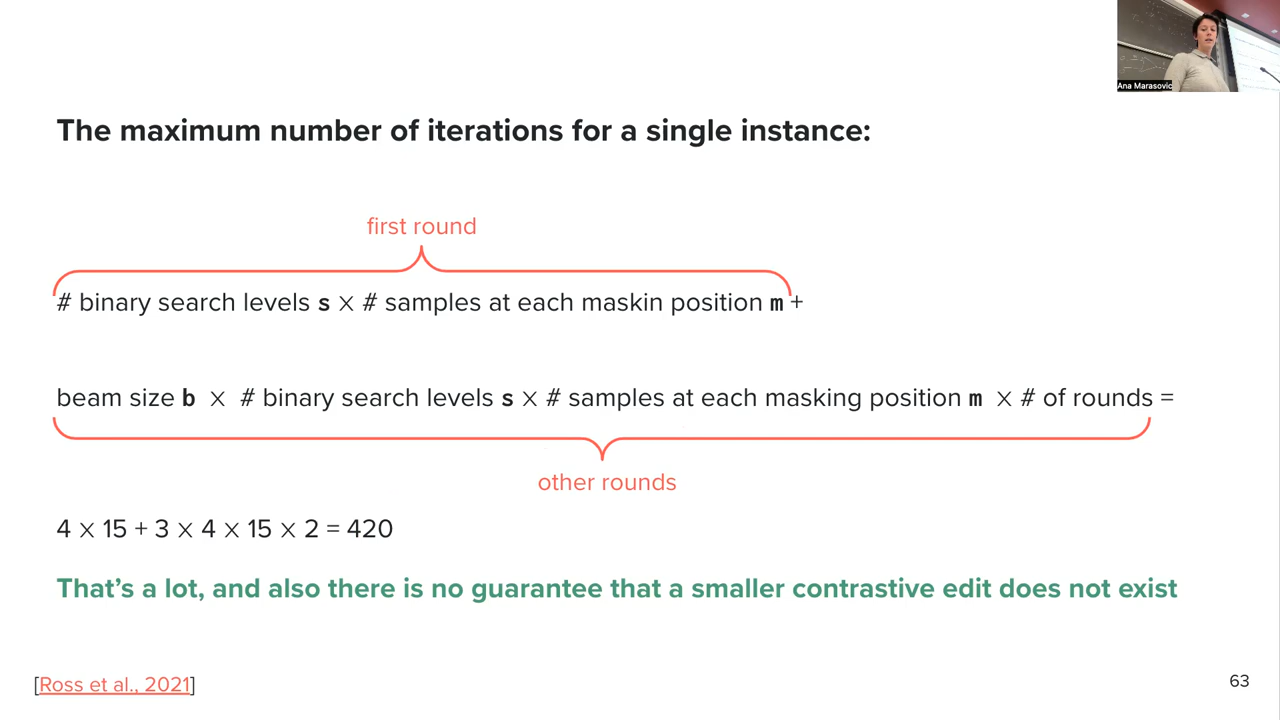 Ana Marasovic
The maximum number of iterations for a single instance:
first round
# binary search levels s × # samples at each maskin position m +
beam size b × # binary search levels s × # samples at each masking position m × # of rounds =
other rounds
4 × 15 + 3 × 4 × 15 × 2 = 420
That's a lot, and also there is no guarantee that a smaller contrastive edit does not exist
[Ross et al., 2021]
63